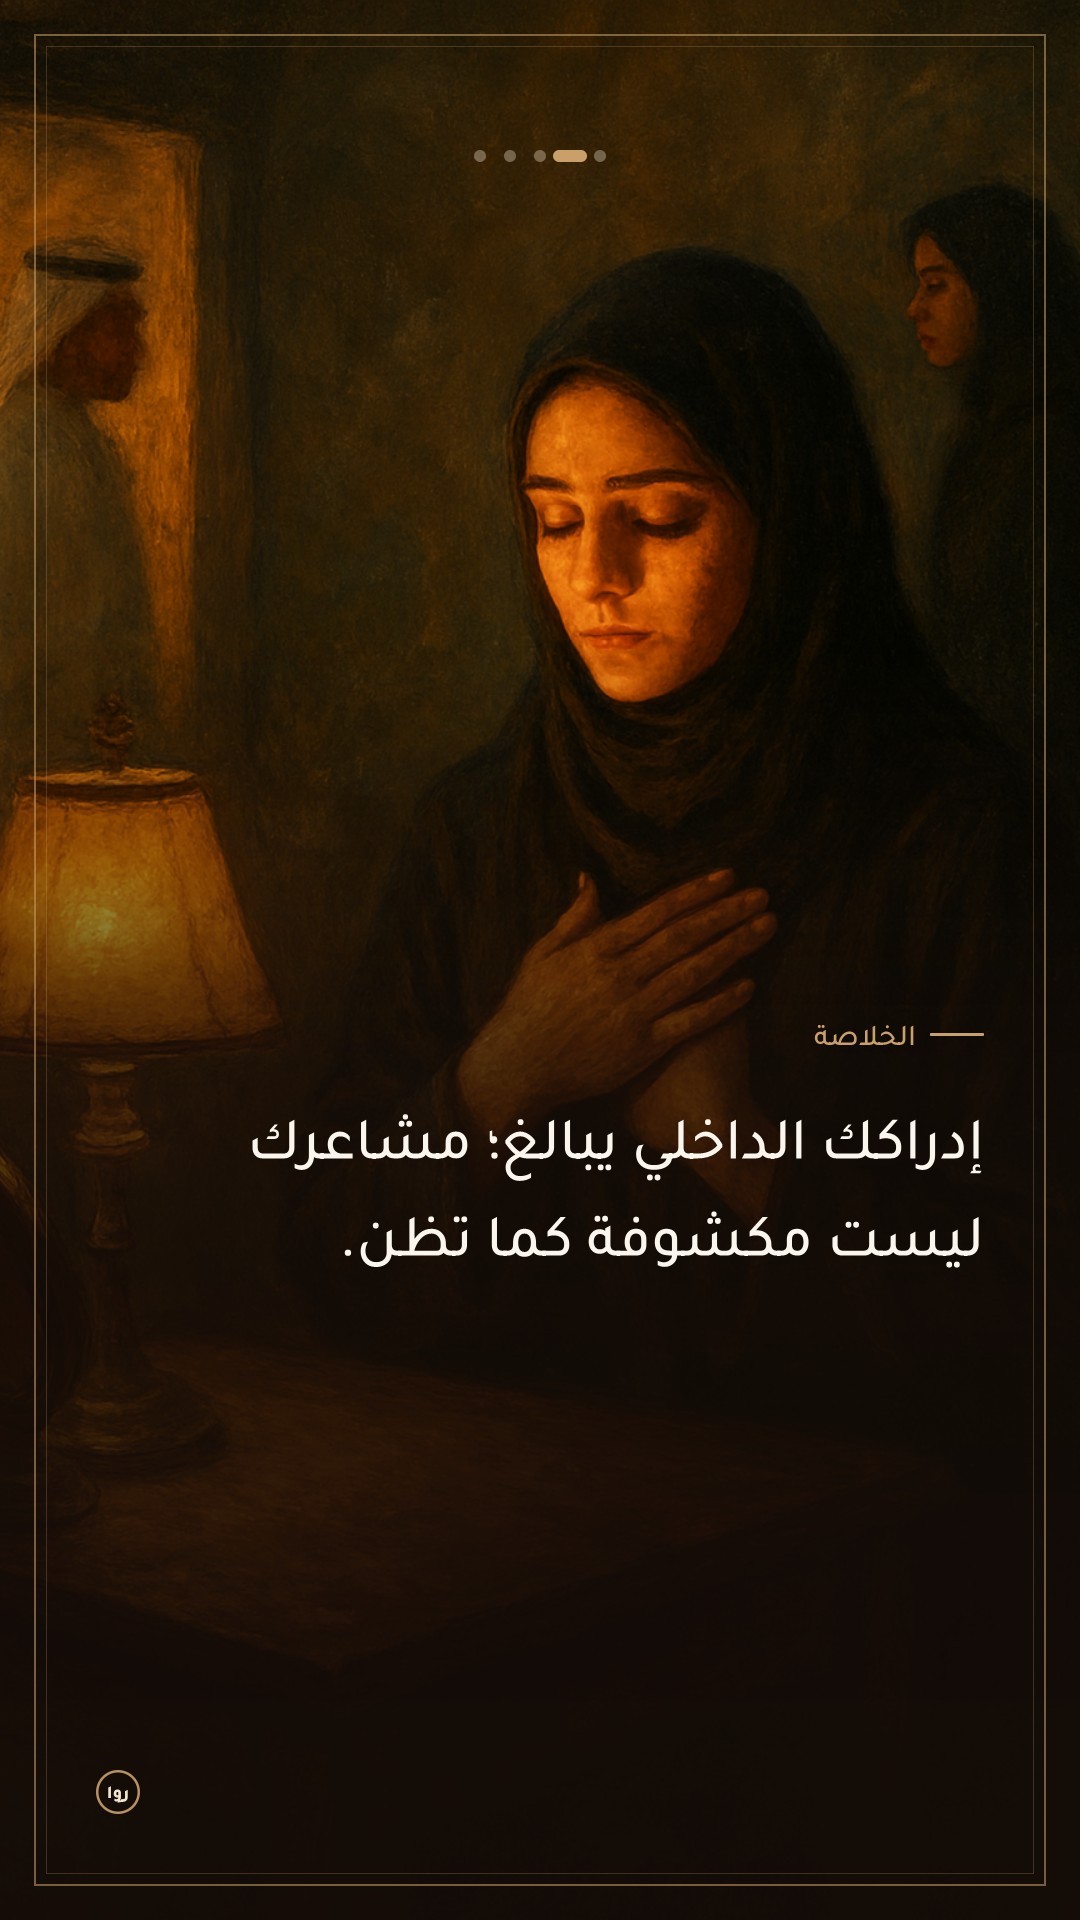 الخلاصة
إدراكك الداخلي يبالغ؛ مشاعرك
ليست مكشوفة كما تظن.
روا